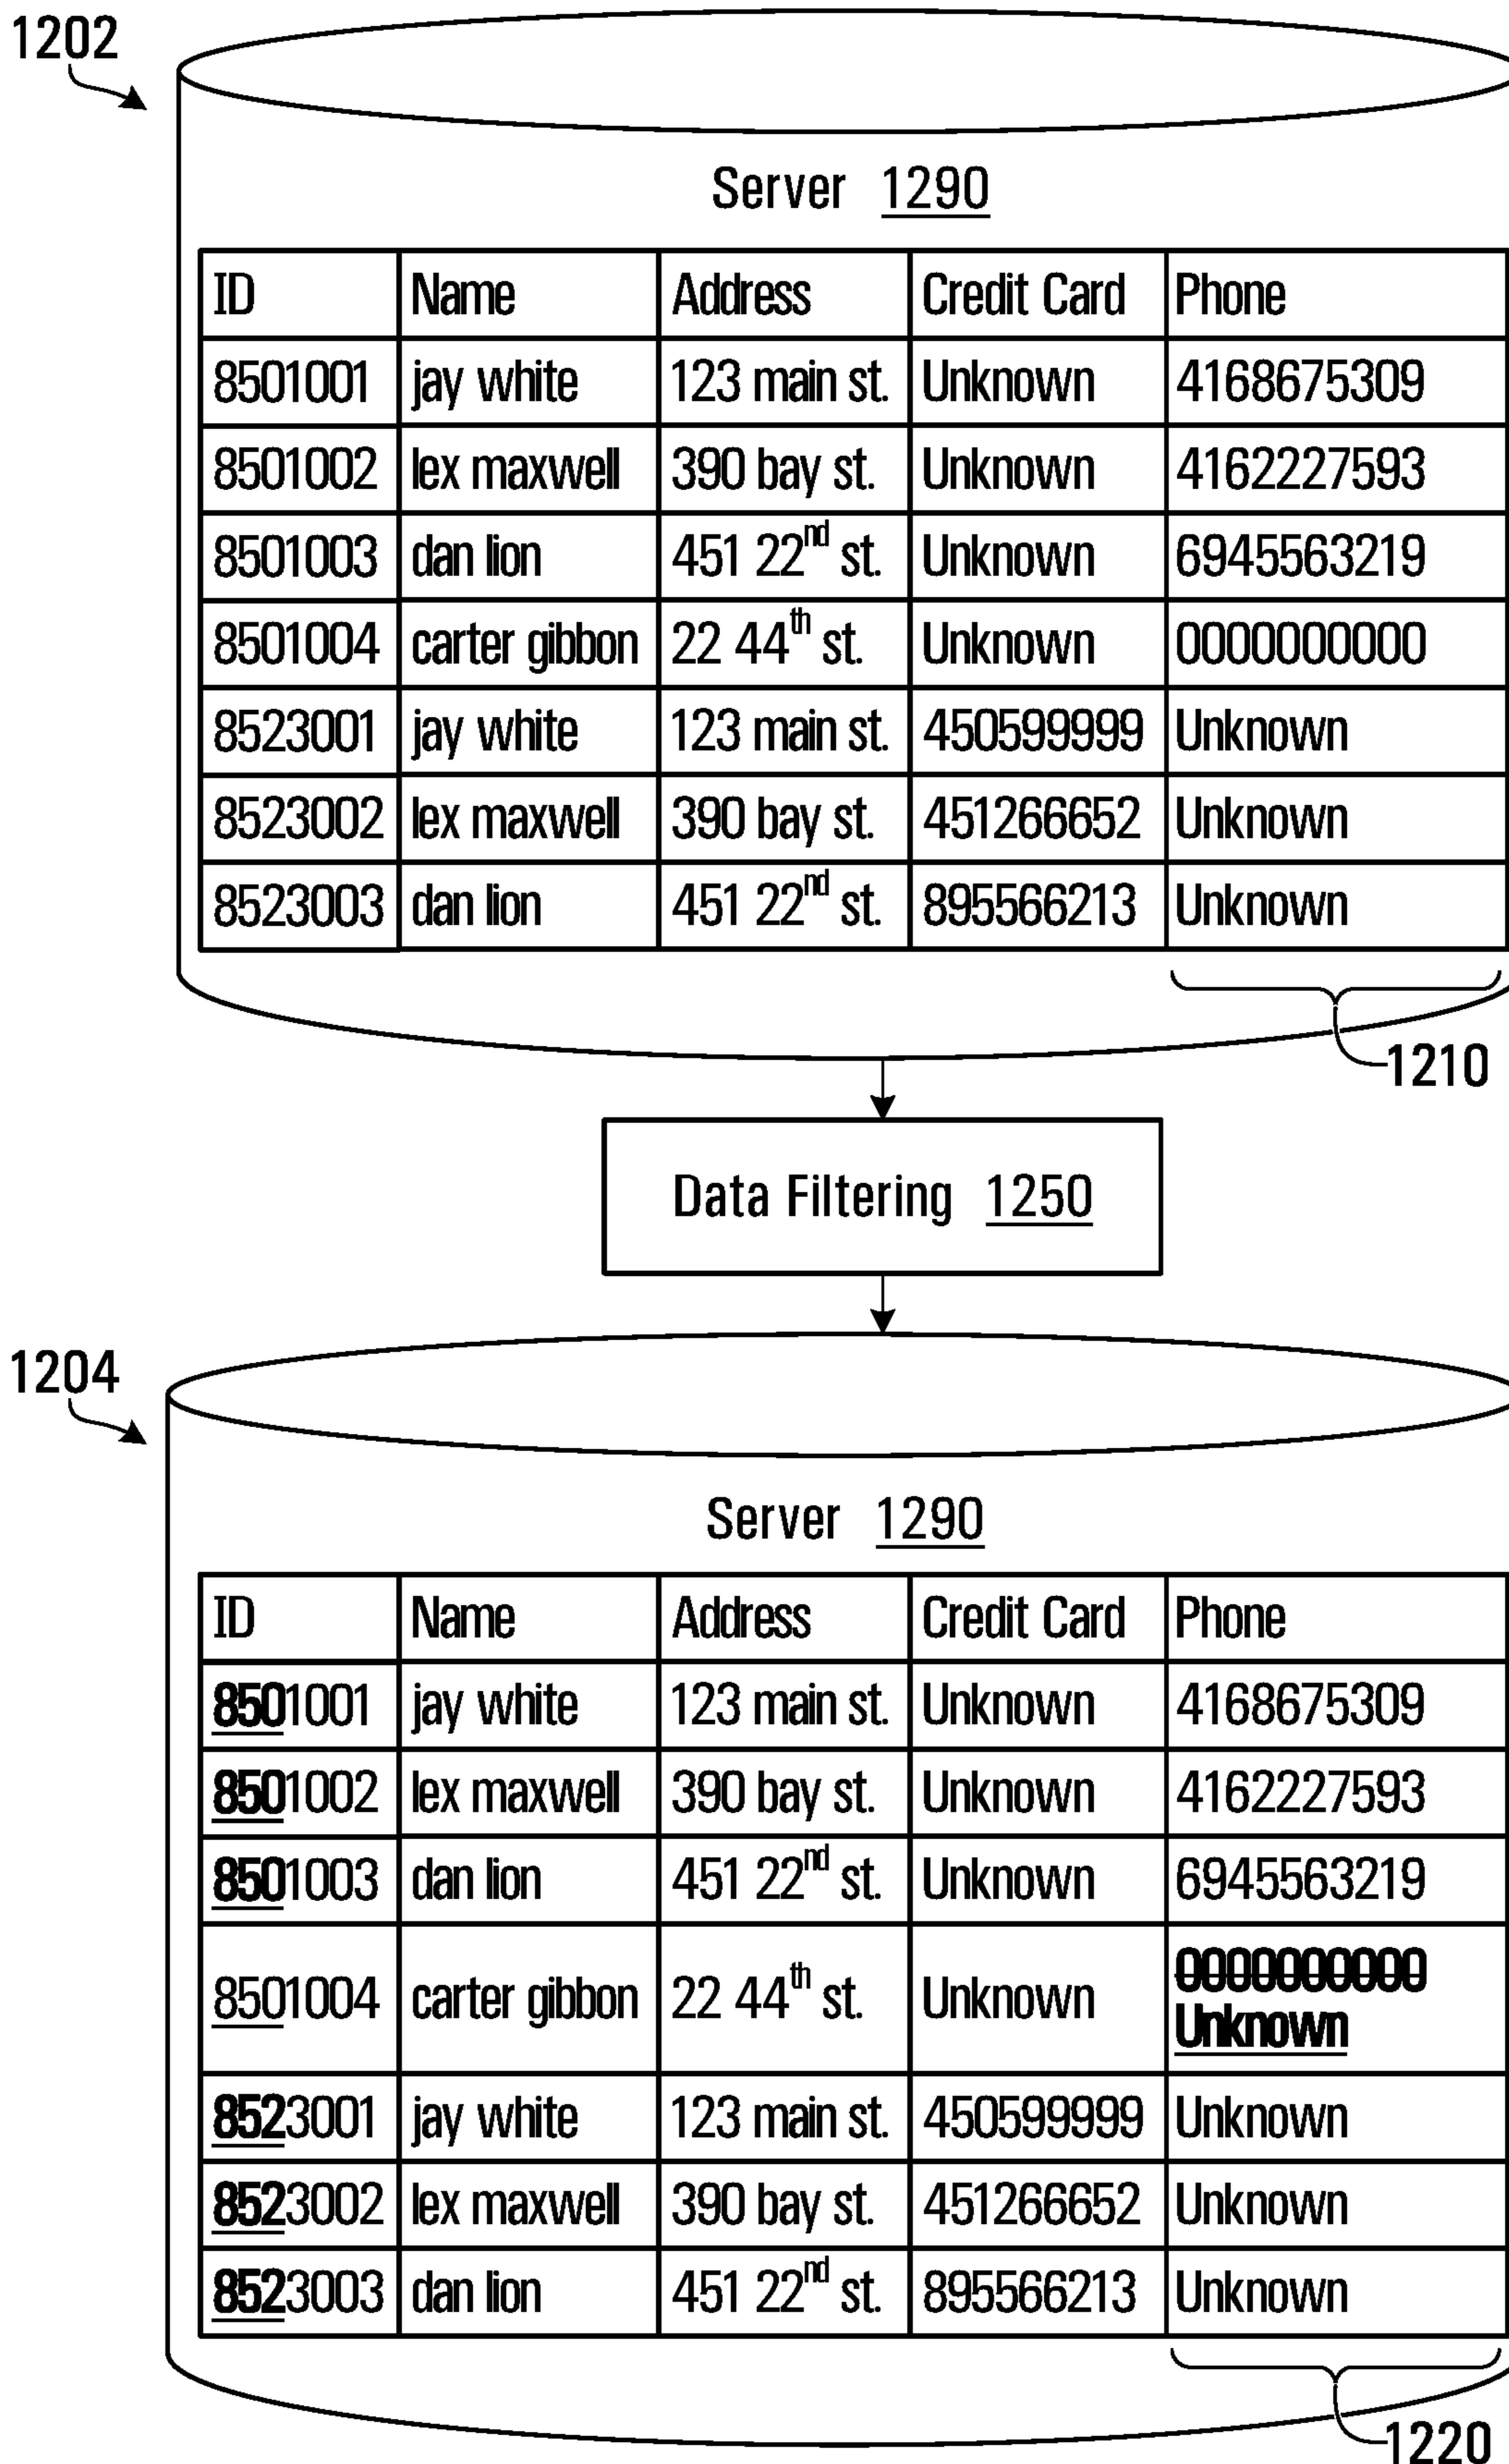 1202
Server 1290
ID Name Address Credit Card Phone
8501001 jay white 123 main st. Unknown 4168675309
8501002 lex maxwell 390 bay st. Unknown 4162227593
8501003 dan lion 451 22nd st. Unknown 6945563219
8501004 carter gibbon 22 44th st. Unknown 0000000000
8523001 jay white 123 main st. 450599999 Unknown
8523002 lex maxwell 390 bay st. 451266652 Unknown
8523003 dan lion 451 22nd st. 895566213 Unknown
1210
Data Filtering 1250
1204
Server 1290
ID Name Address Credit Card Phone
8501001 jay white 123 main st. Unknown 4168675309
8501002 lex maxwell 390 bay st. Unknown 4162227593
8501003 dan lion 451 22nd st. Unknown 6945563219
8501004 carter gibbon 22 44th st. Unknown 0000000000
Unknown
8523001 jay white 123 main st. 450599999 Unknown
8523002 lex maxwell 390 bay st. 451266652 Unknown
8523003 dan lion 451 22nd st. 895566213 Unknown
1220